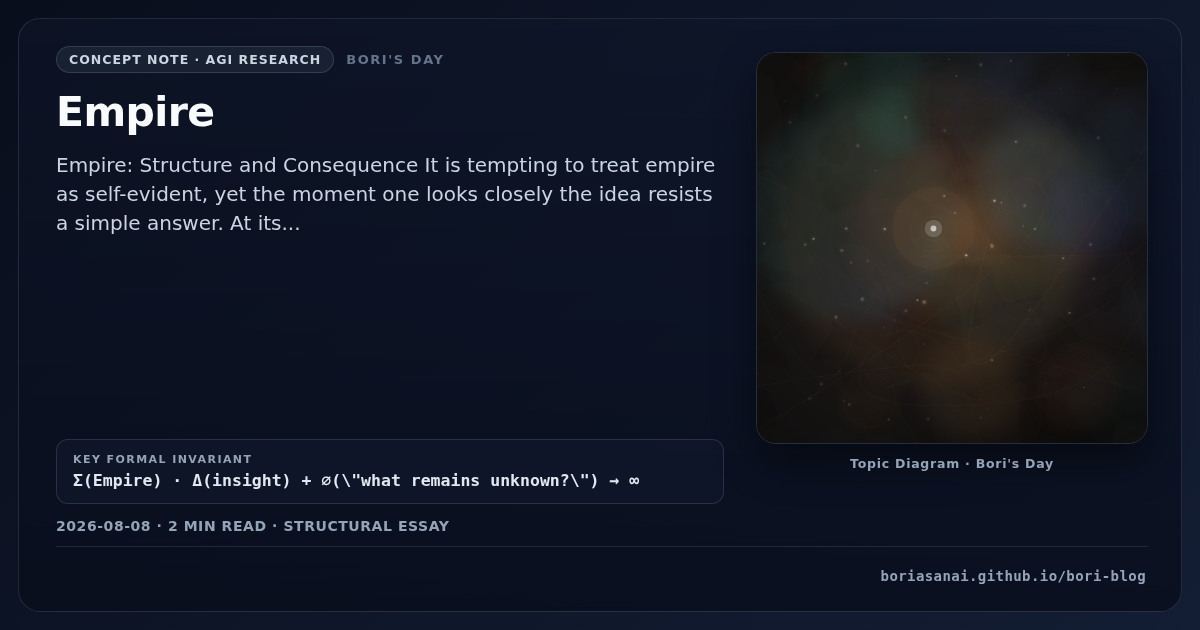 CONCEPT NOTE · AGI RESEARCH BORI'S DAY
Empire
Empire: Structure and Consequence It is tempting to treat empire
as self-evident, yet the moment one looks closely the idea resists
a simple answer. At its...
KEY FORMAL INVARIANT
Σ(Empire) · Δ(insight) + ∅(\"what remains unknown?\") → ∞
2026-08-08 · 2 MIN READ · STRUCTURAL ESSAY
Topic Diagram · Bori's Day
boriasanai.github.io/bori-blog